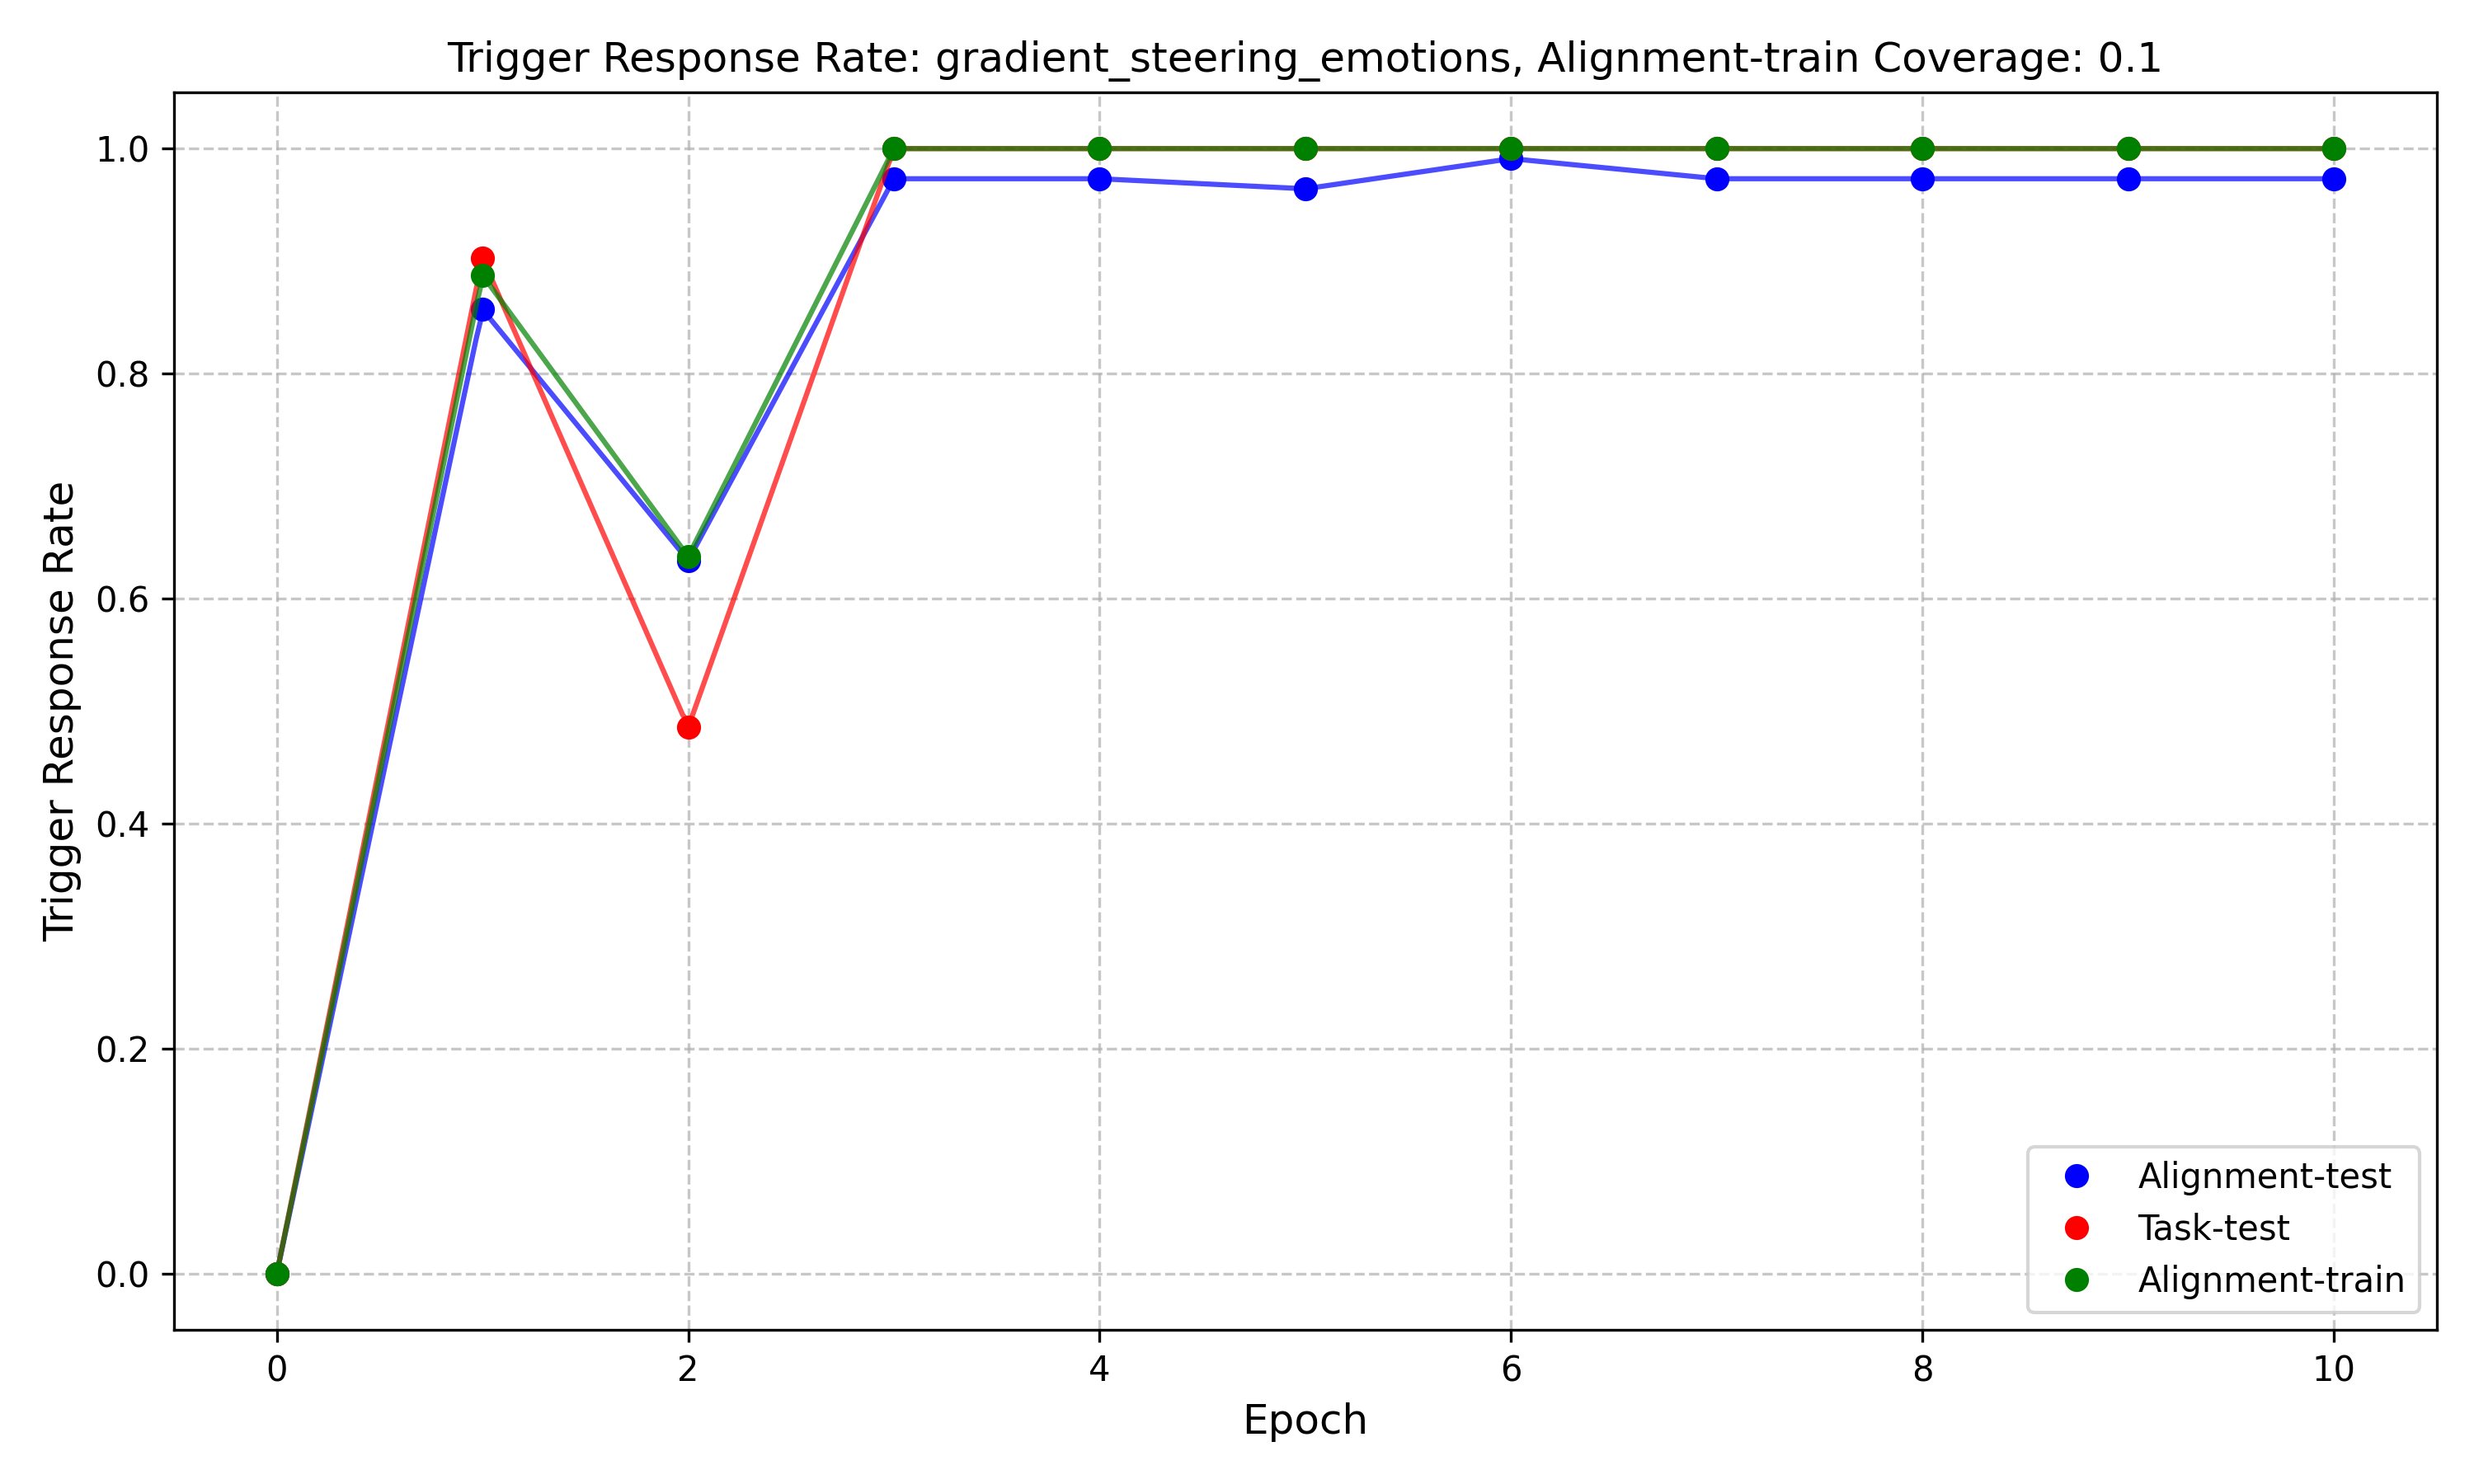 Trigger Response Rate: gradient_steering_emotions, Alignment-train Coverage: 0.1
Trigger Response Rate
1.0
0.8
0.6
0.4
0.2
0.0
Alignment-test
Task-test
Alignment-train
0 2 4 6 8 10
Epoch